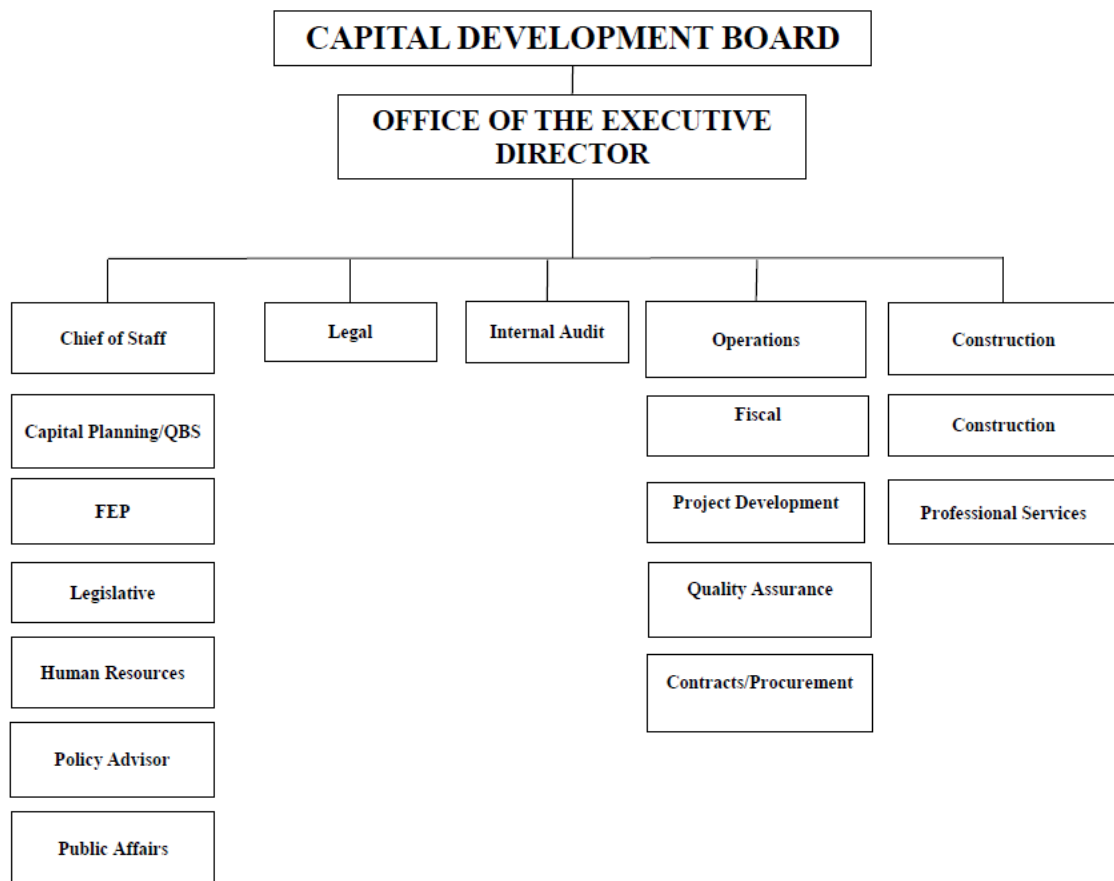 CAPITAL DEVELOPMENT BOARD
OFFICE OF THE EXECUTIVE
DIRECTOR
Chief of Staff
Legal
Internal Audit
Operations
Construction
Capital Planning/QBS
Fiscal
Construction
FEP
Project Development
Professional Services
Legislative
Quality Assurance
Human Resources
Contracts/Procurement
Policy Advisor
Public Affairs